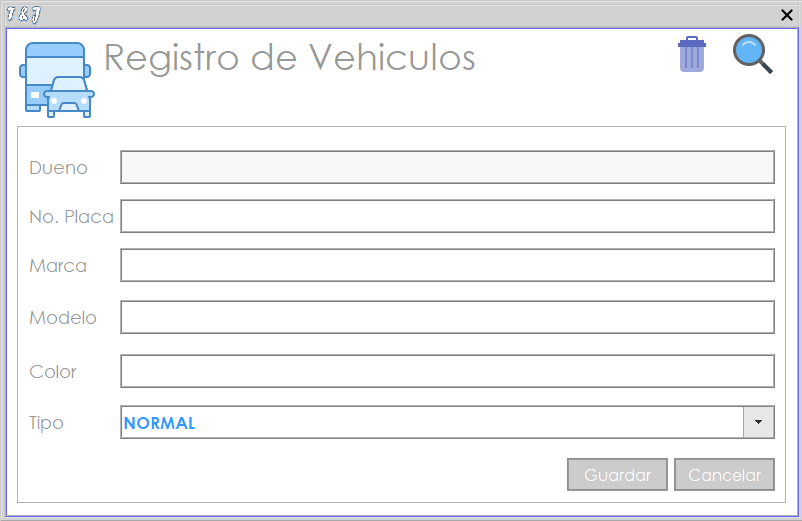 T & J
Registro de Vehiculos
Dueno
No. Placa
Marca
Modelo
Color
Tipo NORMAL
Guardar Cancelar